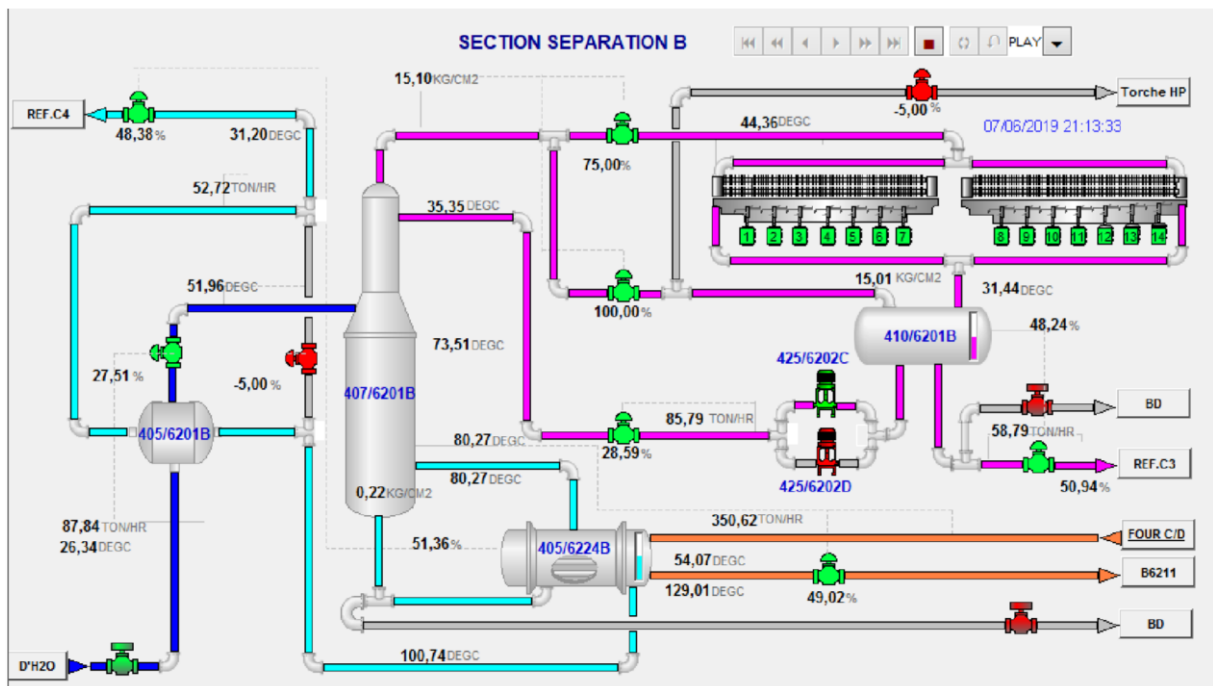 SECTION SEPARATION B
PLAY
15,10 KG/CM2
Torche HP
-5,00 %
REF.C4
48,38 %
31,20 DEGC
44,36 DEGC
07/06/2019 21:13:33
75,00 %
52,72 TON/HR
35,35 DEGC
1 2 3 4 5 6 7
8 9 10 11 12 13 14
51,96 DEGC
15,01 KG/CM2
31,44 DEGC
100,00 %
410/6201B
48,24 %
73,51 DEGC
425/6202C
27,51 %
-5,00 %
407/6201B
BD
85,79 TON/HR
58,79 TON/HR
405/6201B
80,27 DEGC
28,59 %
REF.C3
80,27 DEGC
425/6202D
50,94 %
0,22 KG/CM2
87,84 TON/HR
350,62 TON/HR
26,34 DEGC
51,36 %
405/6224B
FOUR C/D
54,07 DEGC
B6211
129,01 DEGC
49,02 %
BD
100,74 DEGC
D'H2O